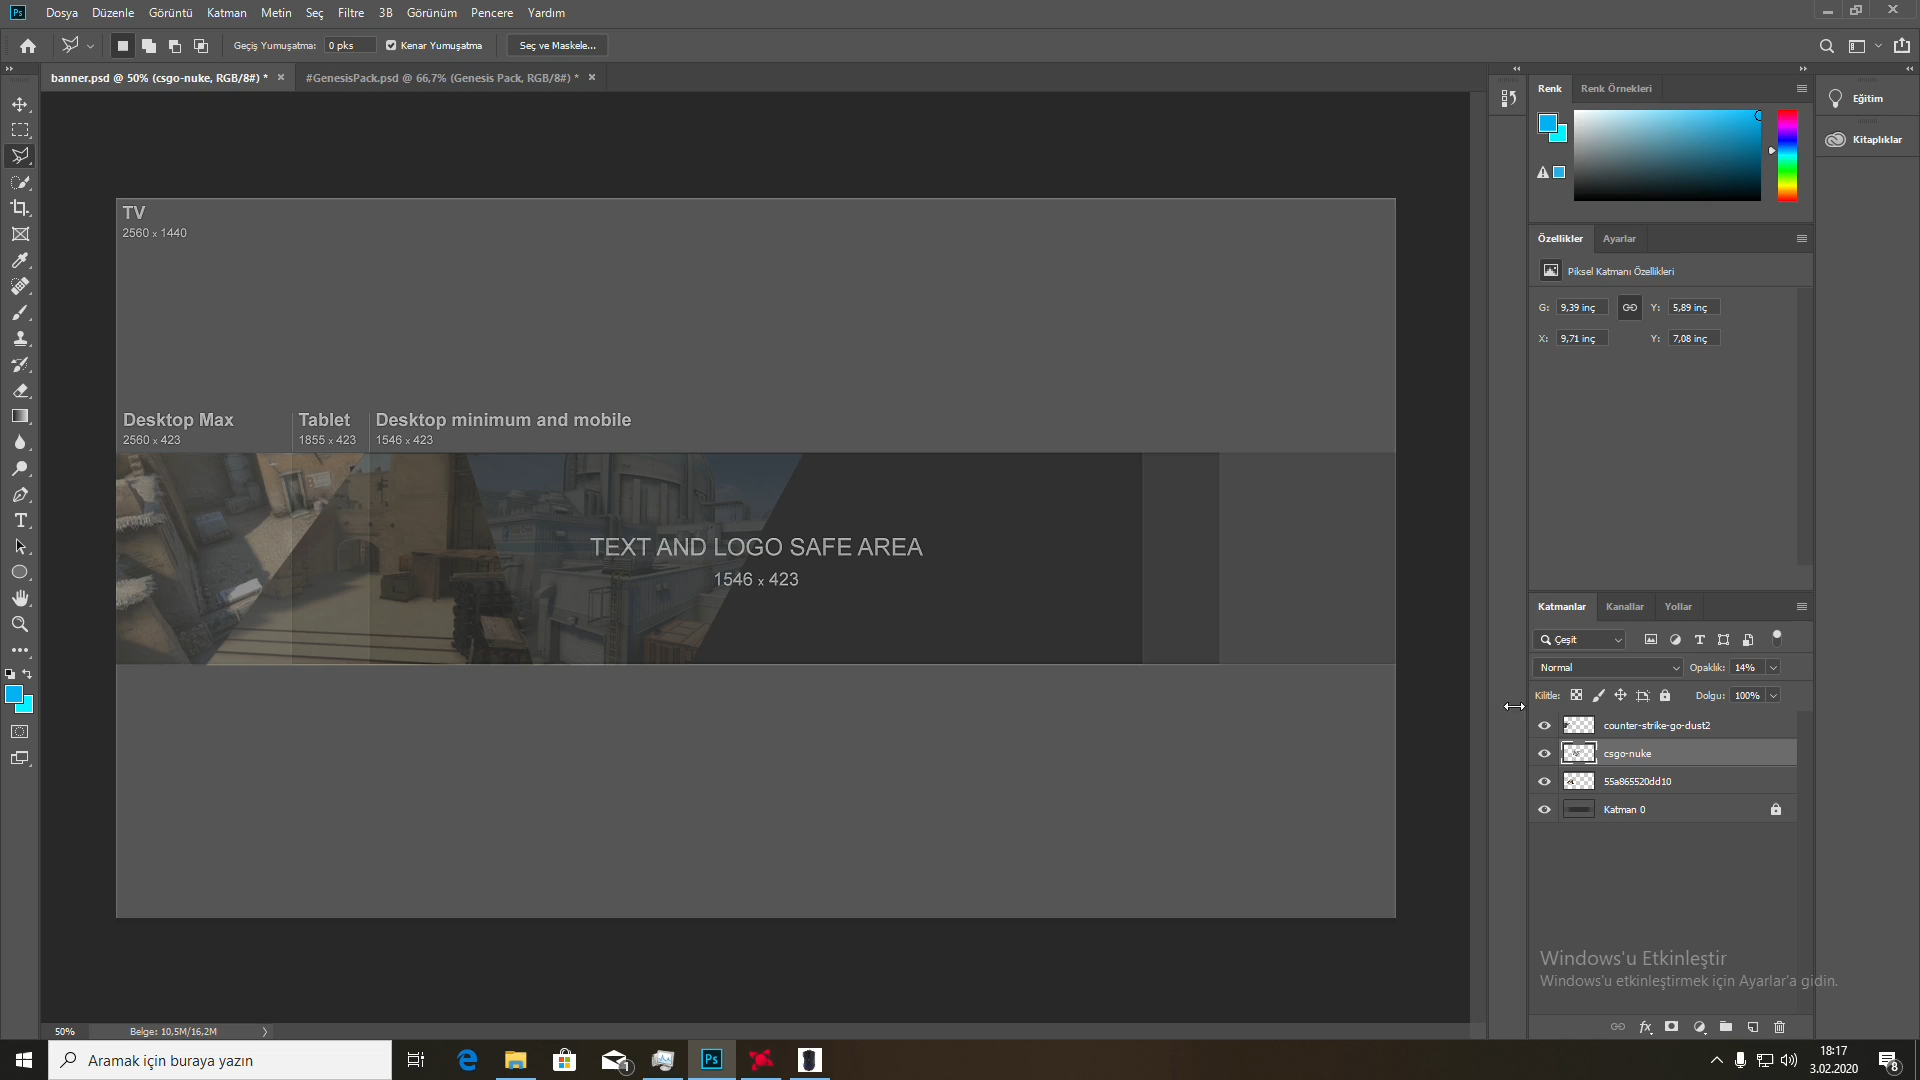 Ps Dosya Düzenle Görüntü Katman Metin Seç Filtre 3B Görünüm Pencere Yardım
Geçiş Yumuşatma: 0 pks Kenar Yumuşatma Seç ve Maskele...
banner.psd @ 50% (csgo-nuke, RGB/8#) * × #GenesisPack.psd @ 66,7% (Genesis Pack, RGB/8#) * ×
Renk Renk Örnekleri
Eğitim
Kitaplıklar
TV
2560 x 1440
Özellikler Ayarlar
Piksel Katmanı Özellikleri
G: 9,39 inç Y: 5,89 inç
X: 9,71 inç Y: 7,08 inç
Desktop Max Tablet Desktop minimum and mobile
2560 x 423 1855 x 423 1546 x 423
TEXT AND LOGO SAFE AREA
1546 x 423
Katmanlar Kanallar Yollar
Çeşit
Normal Opaklık: 14%
Kilitle: Dolgu: 100%
counter-strike-go-dust2
csgo-nuke
55a865520dd10
Katman 0
Windows'u Etkinleştir
Windows'u etkinleştirmek için Ayarlar'a gidin.
50% Belge: 10,5M/16,2M
fx
Aramak için buraya yazın
1
Ps
18:17
3.02.2020
8